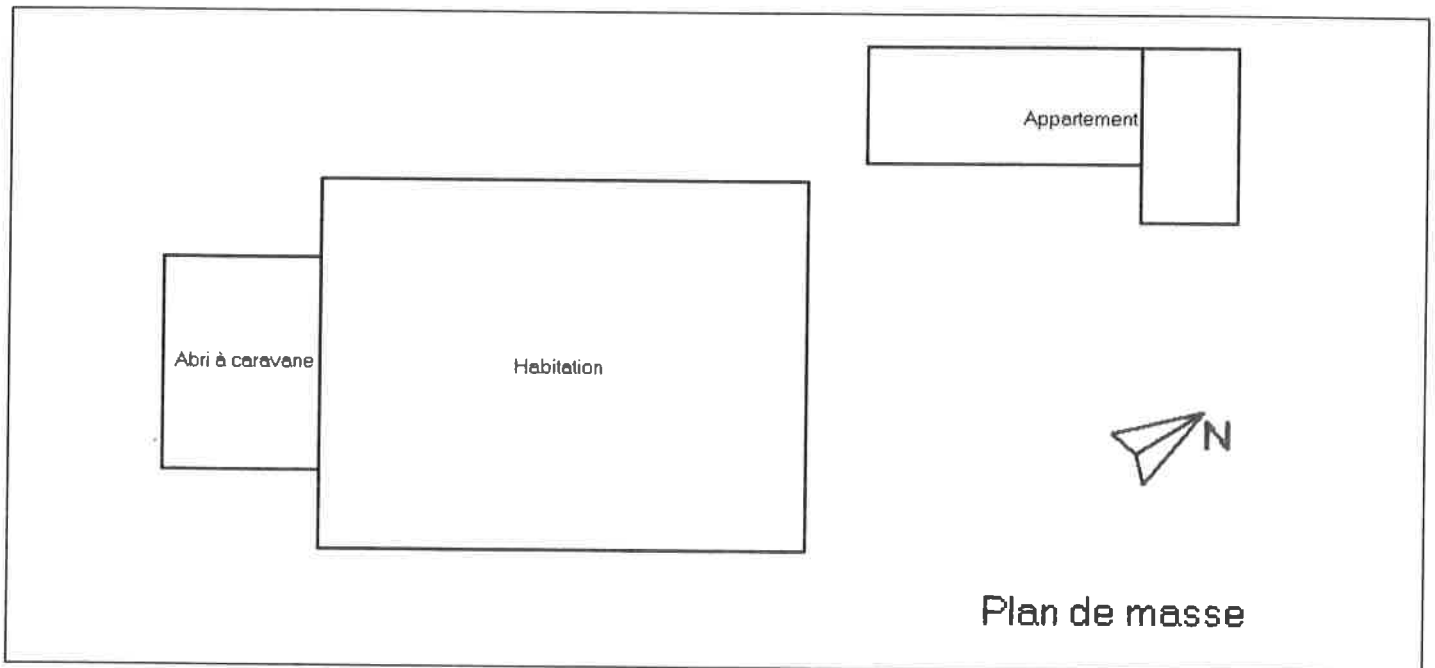 Appartement
Abri à caravane
Habitation
N
Plan de masse